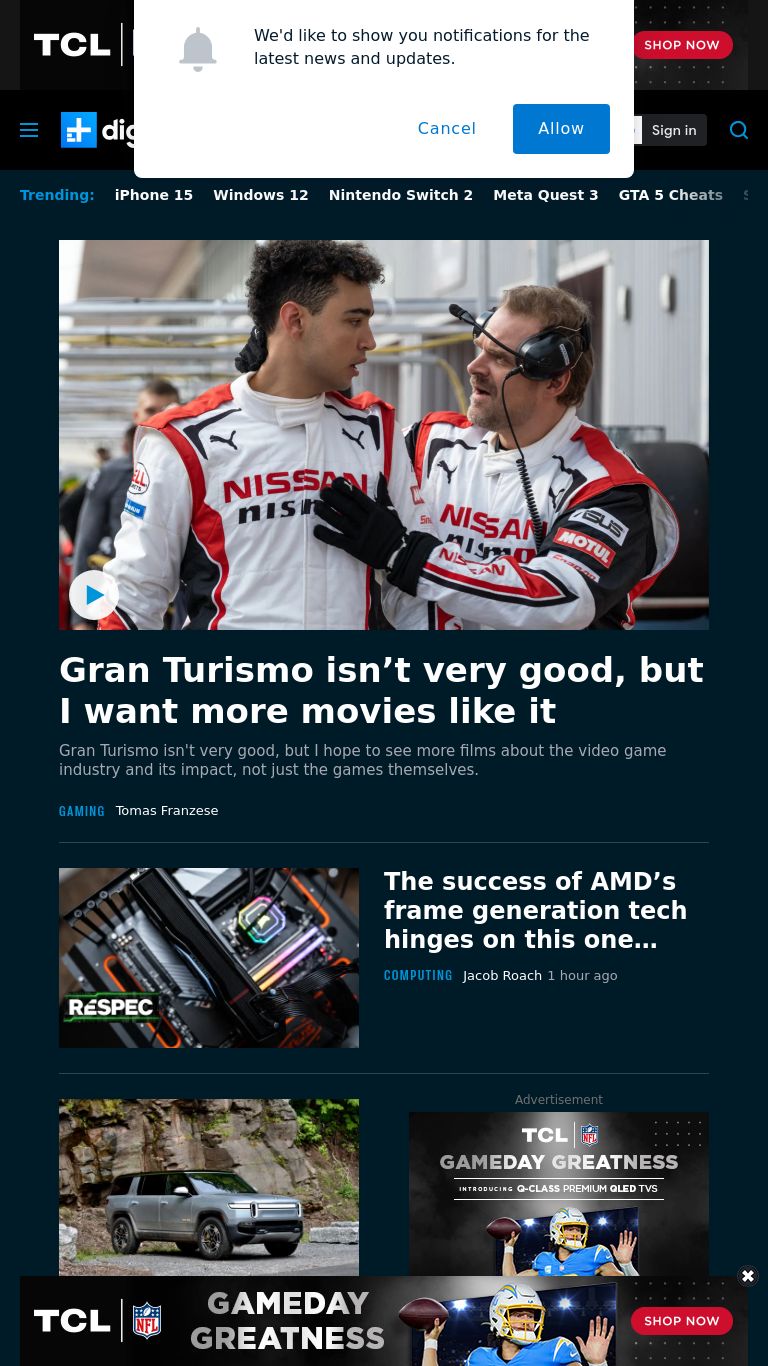 TCL
We'd like to show you notifications for the
latest news and updates.
SHOP NOW
Cancel
Allow
Sign in
Trending:
iPhone 15
Windows 12
Nintendo Switch 2
Meta Quest 3
GTA 5 Cheats
NISSAN
NISSAN
nismo
ASUS
MOTUL
NISSAN
Gran Turismo isn’t very good, but
I want more movies like it
Gran Turismo isn't very good, but I hope to see more films about the video game
industry and its impact, not just the games themselves.
GAMING Tomas Franzese
The success of AMD’s
frame generation tech
hinges on this one…
COMPUTING Jacob Roach 1 hour ago
RESPEC
Advertisement
TCL NFL
GAMEDAY GREATNESS
INTRODUCING Q-CLASS PREMIUM QLED TVS
TCL NFL
GAMEDAY
GREATNESS
SHOP NOW